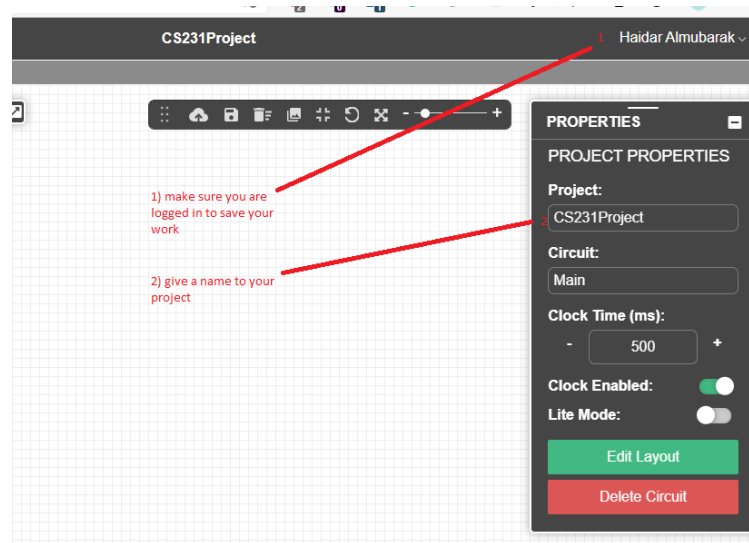 CS231Project
1 Haidar Almubarak
- +
PROPERTIES
PROJECT PROPERTIES
Project:
2 CS231Project
Circuit:
Main
Clock Time (ms):
- 500 +
Clock Enabled:
Lite Mode:
Edit Layout
Delete Circuit
1) make sure you are
logged in to save your
work
2) give a name to your
project